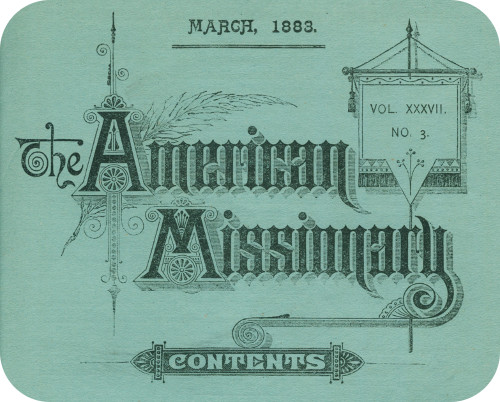 MARCH, 1883.
VOL. XXXVII.
NO. 3.
The American
Missionary
CONTENTS